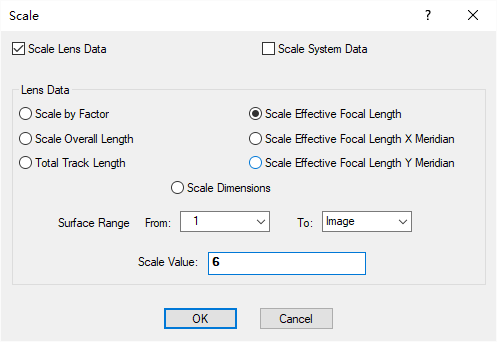 Scale
?
Scale Lens Data
Scale System Data
Lens Data
Scale by Factor
Scale Effective Focal Length
Scale Overall Length
Scale Effective Focal Length X Meridian
Total Track Length
Scale Effective Focal Length Y Meridian
Scale Dimensions
Surface Range From: 1 To: Image
Scale Value: 6
OK Cancel